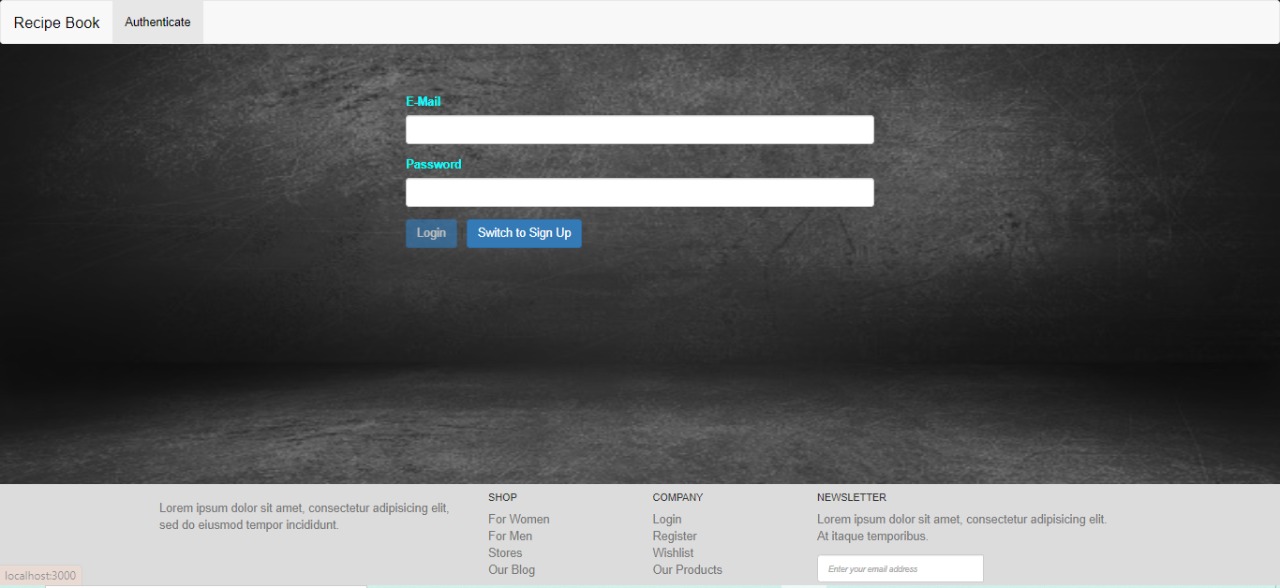 Recipe Book Authenticate
E-Mail
Password
Login Switch to Sign Up
Lorem ipsum dolor sit amet, consectetur adipisicing elit,
sed do eiusmod tempor incididunt.
SHOP
For Women
For Men
Stores
Our Blog
COMPANY
Login
Register
Wishlist
Our Products
NEWSLETTER
Lorem ipsum dolor sit amet, consectetur adipisicing elit.
At itaque temporibus.
Enter your email address
localhost:3000